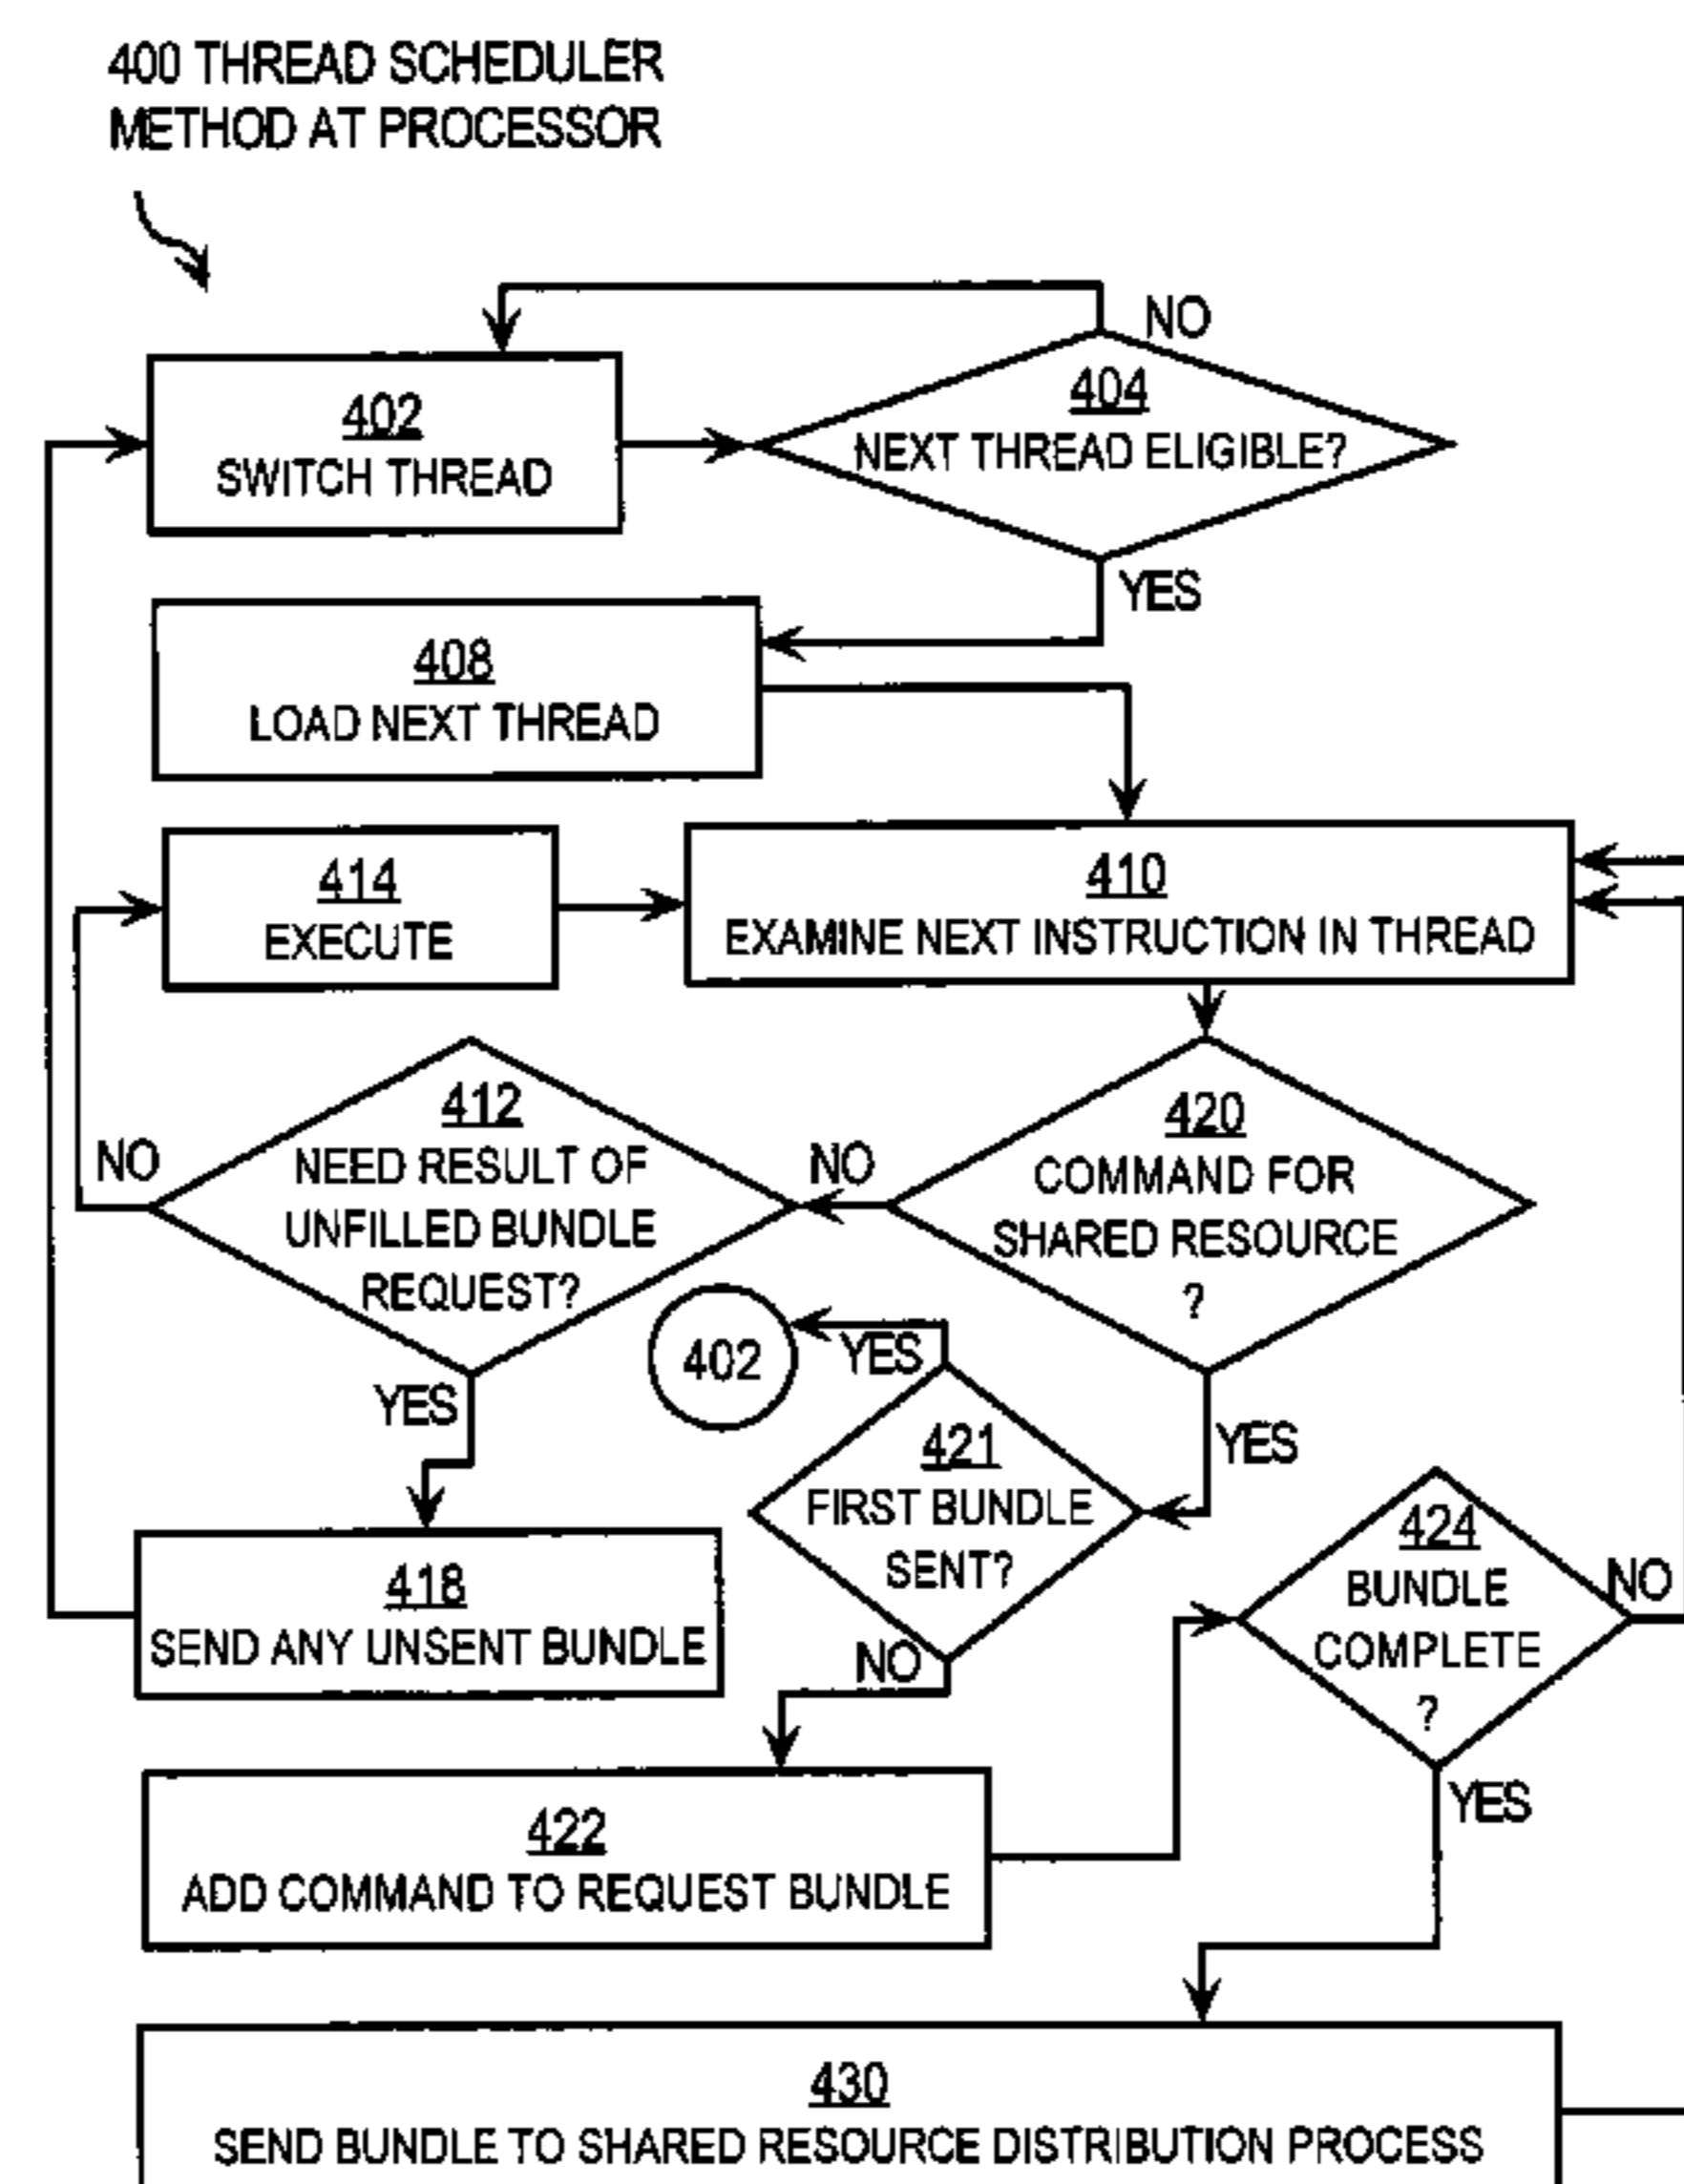 400 THREAD SCHEDULER
METHOD AT PROCESSOR
NO
404
NEXT THREAD ELIGIBLE?
402
SWITCH THREAD
YES
408
LOAD NEXT THREAD
414
EXECUTE
410
EXAMINE NEXT INSTRUCTION IN THREAD
412
NEED RESULT OF
UNFILLED BUNDLE
REQUEST?
NO
NO
420
COMMAND FOR
SHARED RESOURCE
?
402
YES
YES
YES
421
FIRST BUNDLE
SENT?
NO
418
SEND ANY UNSENT BUNDLE
424
BUNDLE
COMPLETE
?
NO
YES
422
ADD COMMAND TO REQUEST BUNDLE
430
SEND BUNDLE TO SHARED RESOURCE DISTRIBUTION PROCESS